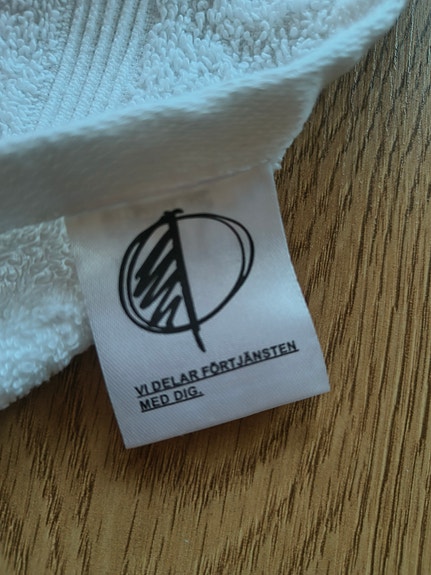 VI DELAR FÖRTJÄNSTEN
MED DIG.